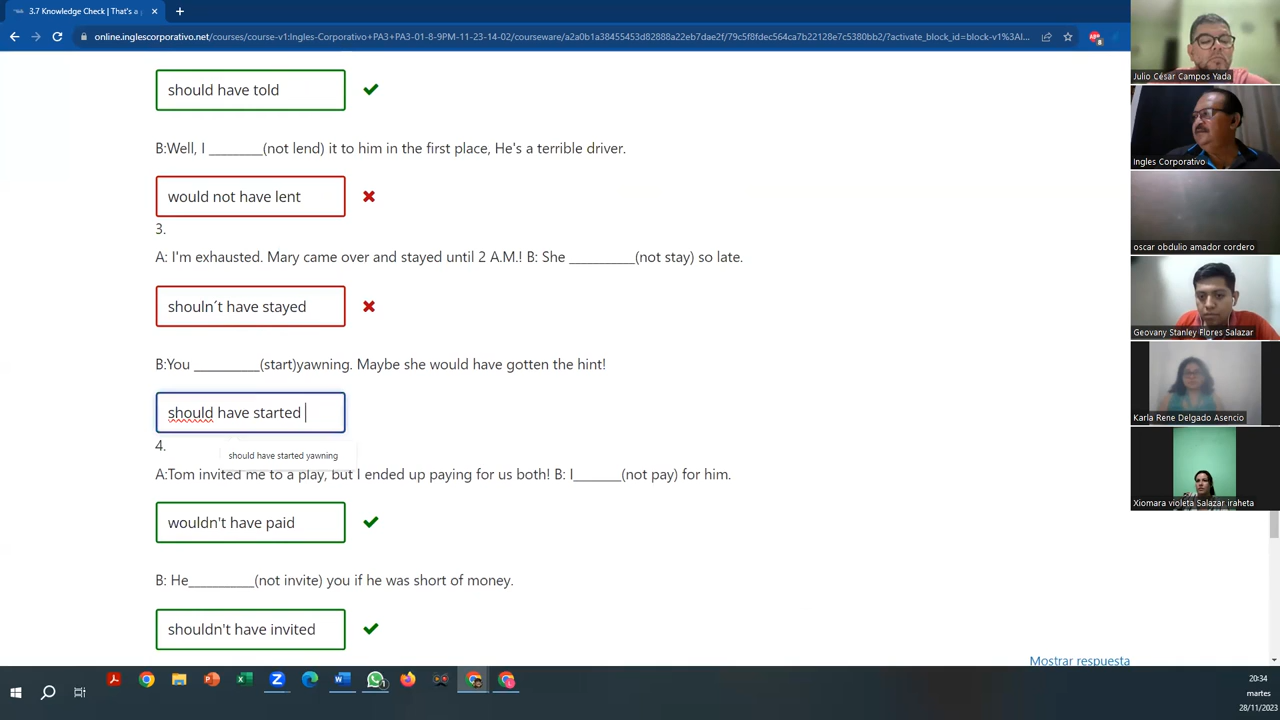 3.7 Knowledge Check | That's a
online.inglescorporativo.net/courses/course-v1:Ingles-Corporativo+PA3+PA3-01-8-9PM-11-23-14-02/courseware/a2a0b1a38455453d82888a22eb7dae2f/79c5f8fdec564ca7b22128e7c5380bb2/?activate_block_id=block-v1%3AI...
should have told
B:Well, I ________(not lend) it to him in the first place, He's a terrible driver.
would not have lent
3.
A: I'm exhausted. Mary came over and stayed until 2 A.M.! B: She __________(not stay) so late.
shouln´t have stayed
B:You __________(start)yawning. Maybe she would have gotten the hint!
should have started
4.
should have started yawning
A:Tom invited me to a play, but I ended up paying for us both! B: I_______(not pay) for him.
wouldn't have paid
B: He__________(not invite) you if he was short of money.
shouldn't have invited
Mostrar respuesta
Julio César Campos Yada
Ingles Corporativo
oscar obdulio amador cordero
Geovany Stanley Flores Salazar
Karla Rene Delgado Asencio
Xiomara violeta Salazar iraheta
20:34
martes
28/11/2023